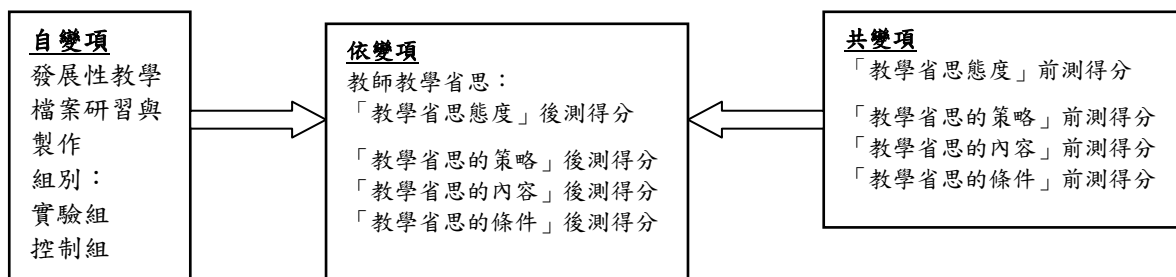 自變項
發展性教學
檔案研習與
製作
組別：
實驗組
控制組
依變項
教師教學省思：
「教學省思態度」後測得分
「教學省思的策略」後測得分
「教學省思的內容」後測得分
「教學省思的條件」後測得分
共變項
「教學省思態度」前測得分
「教學省思的策略」前測得分
「教學省思的內容」前測得分
「教學省思的條件」前測得分